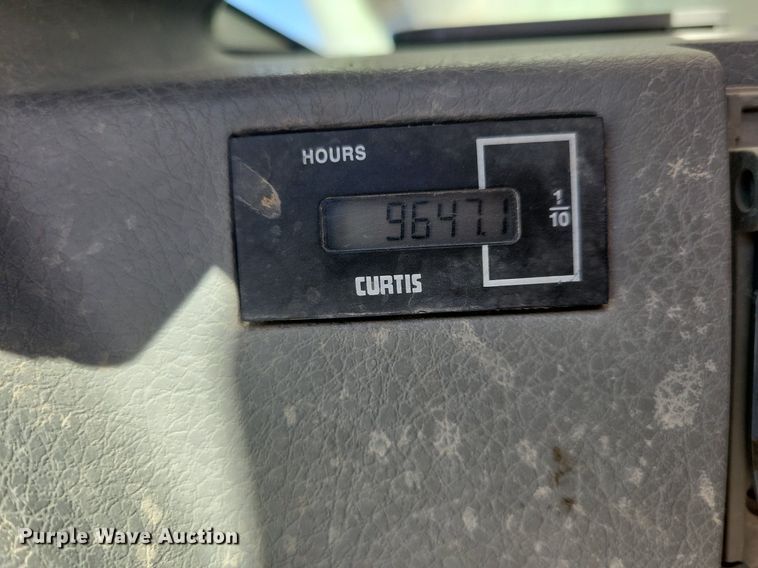 HOURS
9647.1
1/10
CURTIS
Purple Wave Auction